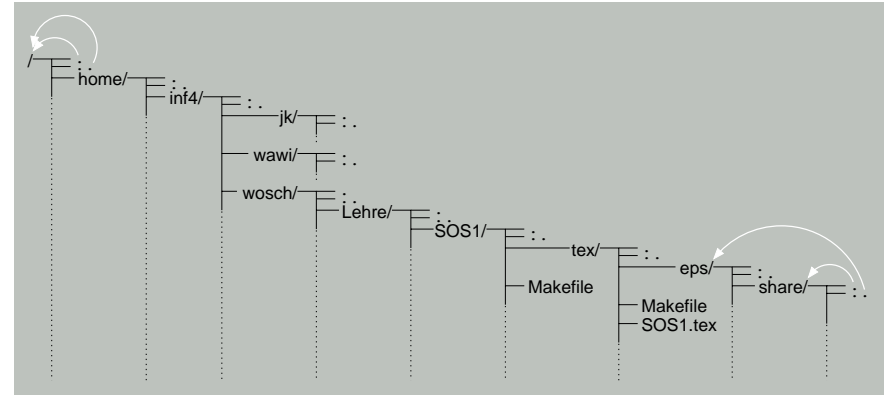 / .
..
home/ .
..
inf4/ .
..
jk/ .
..
wawi/ .
..
wosch/ .
..
Lehre/ .
..
SOS1/ .
..
tex/ .
..
eps/ .
..
Makefile
share/ .
..
Makefile
SOS1.tex